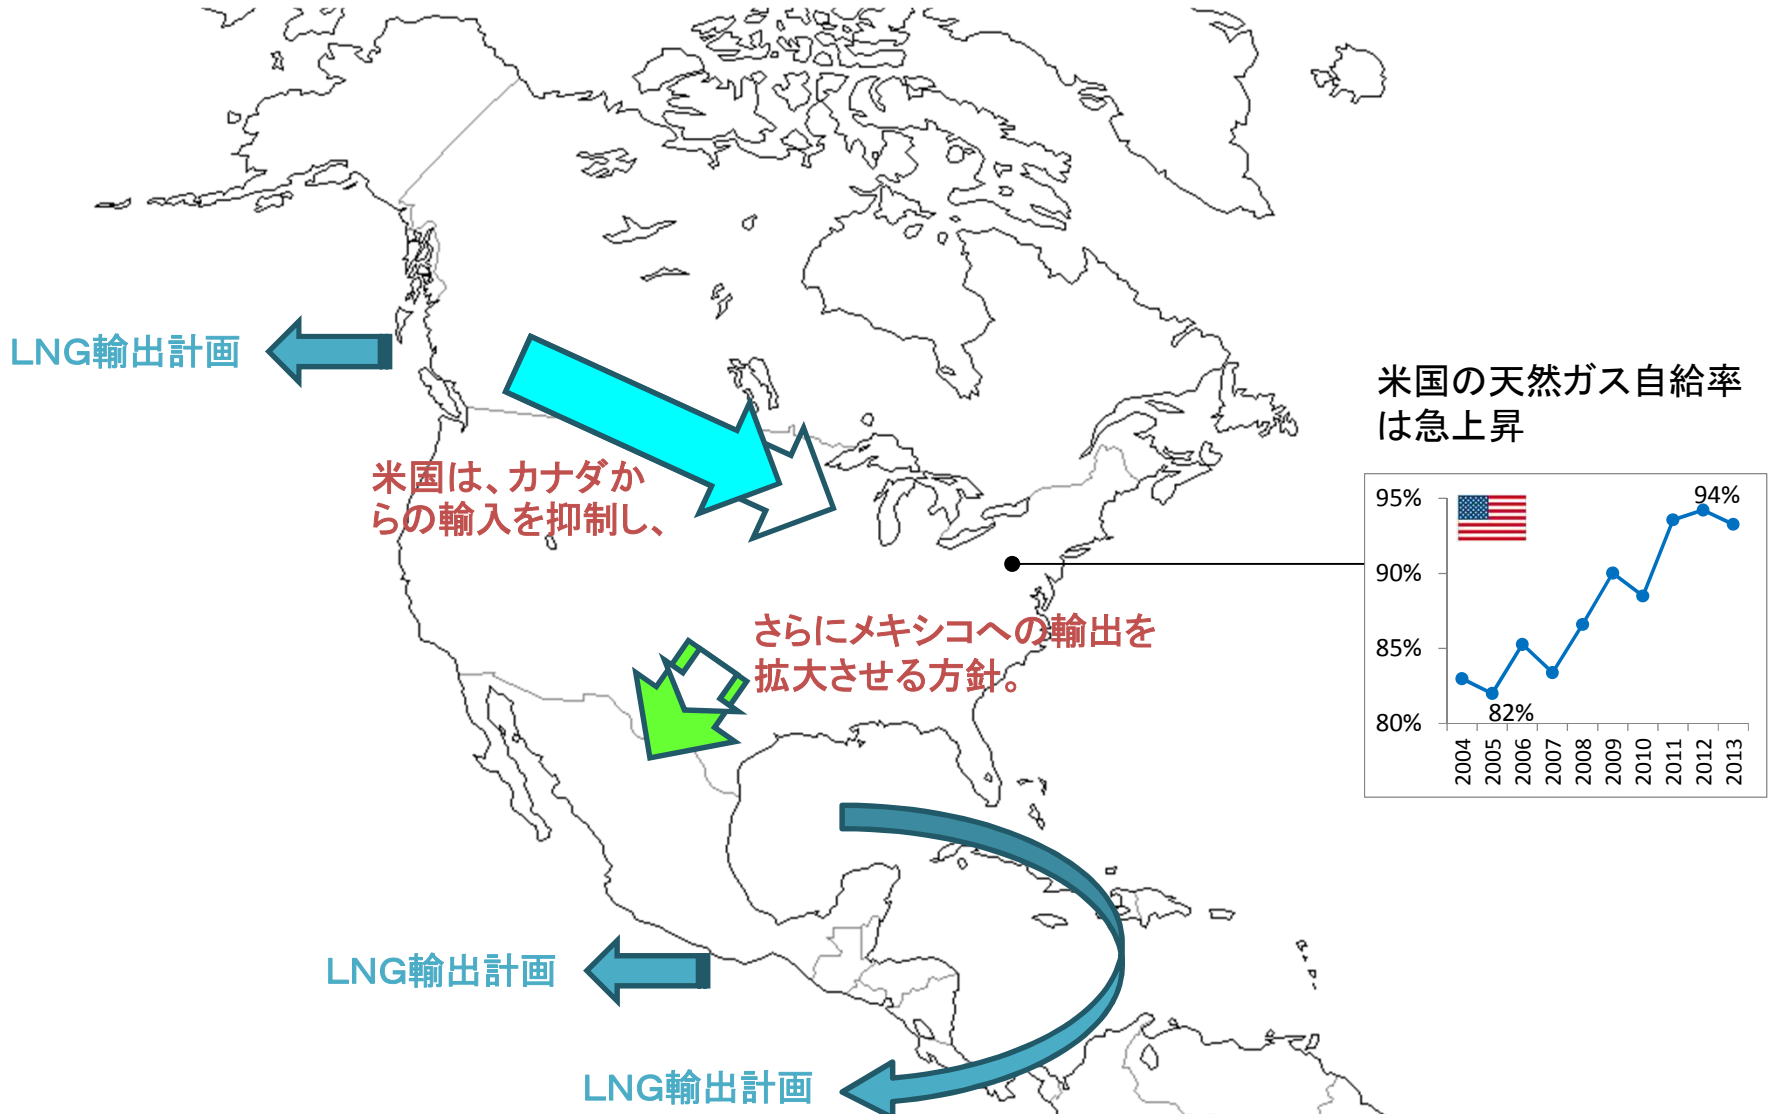 LNG輸出計画
米国の天然ガス自給率
は急上昇
米国は、カナダか
らの輸入を抑制し、
95%
94%
90%
85%
82%
80%
2004
2005
2006
2007
2008
2009
2010
2011
2012
2013
さらにメキシコへの輸出を
拡大させる方針。
LNG輸出計画
LNG輸出計画